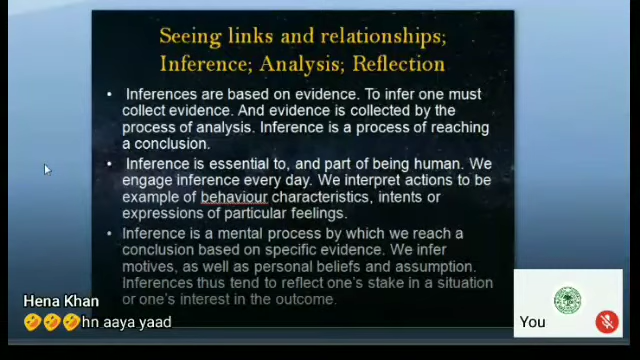 Seeing links and relationships;
Inference; Analysis; Reflection
• Inferences are based on evidence. To infer one must
collect evidence. And evidence is collected by the
process of analysis. Inference is a process of reaching
a conclusion.
• Inference is essential to, and part of being human. We
engage inference every day. We interpret actions to be
example of behaviour characteristics, intents or
expressions of particular feelings.
• Inference is a mental process by which we reach a
conclusion based on specific evidence. We infer
motives, as well as personal beliefs and assumption.
Inferences thus tend to reflect one's stake in a situation
or one's interest in the outcome.
Hena Khan
🤣🤣🤣hn aaya yaad
You